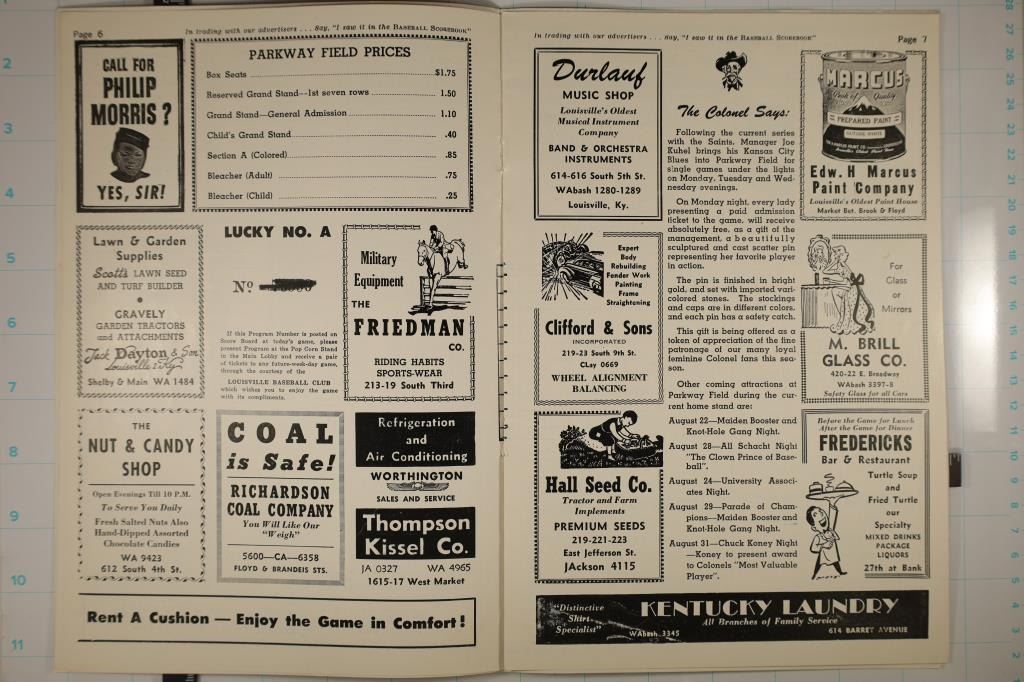 Page 6
In trading with our advertisers . . . Say, "I saw it in the BASEBALL SCOREBOOK"
CALL FOR
PHILIP
MORRIS ?
YES, SIR!
PARKWAY FIELD PRICES
Box Seats $1.75
Reserved Grand Stand—1st seven rows 1.50
Grand Stand—General Admission 1.10
Child's Grand Stand .40
Section A (Colored) .85
Bleacher (Adult) .75
Bleacher (Child) .25
Lawn & Garden
Supplies
Scotts LAWN SEED
AND TURF BUILDER
GRAVELY
GARDEN TRACTORS
and ATTACHMENTS
Jack Dayton & Son
Louisville Ky.
Shelby & Main WA 1484
LUCKY NO. A
No
If this Program Number is posted on
Score Board at today's game, please
present Program at the Pop Corn Stand
in the Main Lobby and receive a pair
of tickets to any future-week-day game,
through the courtesy of the
LOUISVILLE BASEBALL CLUB
which wishes you to enjoy the game
with its compliments.
Military
Equipment
THE
FRIEDMAN
CO.
RIDING HABITS
SPORTS-WEAR
213-19 South Third
THE
NUT & CANDY
SHOP
Open Evenings Till 10 P.M.
To Serve You Daily
Fresh Salted Nuts Also
Hand-Dipped Assorted
Chocolate Candies
WA 9423
612 South 4th St.
COAL
is Safe!
RICHARDSON
COAL COMPANY
You Will Like Our
"Weigh"
5600—CA—6358
FLOYD & BRANDEIS STS.
Refrigeration
and
Air Conditioning
WORTHINGTON
SALES AND SERVICE
Thompson
Kissel Co.
JA 0327 WA 4965
1615-17 West Market
Rent A Cushion — Enjoy the Game in Comfort!
In trading with our advertisers . . . Say, "I saw it in the BASEBALL SCOREBOOK"
Page 7
Durlauf
MUSIC SHOP
Louisville's Oldest
Musical Instrument
Company
BAND & ORCHESTRA
INSTRUMENTS
614-616 South 5th St.
WAbash 1280-1289
Louisville, Ky.
Expert
Body
Rebuilding
Fender Work
Painting
Frame
Straightening
Clifford & Sons
INCORPORATED
219-23 South 9th St.
CLay 0669
WHEEL ALIGNMENT
BALANCING
Hall Seed Co.
Tractor and Farm
Implements
PREMIUM SEEDS
219-221-223
East Jefferson St.
JAckson 4115
The Colonel Says:
Following the current series
with the Saints, Manager Joe
Kuhel brings his Kansas City
Blues into Parkway Field for
single games under the lights
on Monday, Tuesday and Wed-
nesday evenings.
On Monday night, every lady
presenting a paid admission
ticket to the game, will receive
absolutely free, as a gift of the
management, a beautifully
sculptured and cast scatter pin
representing her favorite player
in action.
The pin is finished in bright
gold, and set with imported vari-
colored stones. The stockings
and caps are in different colors,
and each pin has a safety catch.
This gift is being offered as a
token of appreciation of the fine
patronage of our many loyal
feminine Colonel fans this sea-
son.
Other coming attractions at
Parkway Field during the cur-
rent home stand are:
August 22—Maiden Booster and
Knot-Hole Gang Night.
August 28—Al Schacht Night
"The Clown Prince of Base-
ball".
August 24—University Associ-
ates Night.
August 29—Parade of Cham-
pions—Maiden Booster and
Knot-Hole Gang Night.
August 31—Chuck Koney Night
—Koney to present award
to Colonels "Most Valuable
Player".
MARCUS
Peak of Quality
PREPARED PAINT
OUTSIDE WHITE
Edw. H Marcus
Paint Company
Louisville's Oldest Paint House
Market Bet. Brook & Floyd
For
Glass
or
Mirrors
M. BRILL
GLASS CO.
420-22 E. Broadway
WAbash 3397-8
Safety Glass for all Cars
Before the Game for Lunch
After the Game for Dinner
FREDERICKS
Bar & Restaurant
Turtle Soup
and
Fried Turtle
our
Specialty
MIXED DRINKS
PACKAGE
LIQUORS
27th at Bank
"Distinctive
Shirt
Specialist"
KENTUCKY LAUNDRY
All Branches of Family Service
WAbash 3345
614 BARRET AVENUE